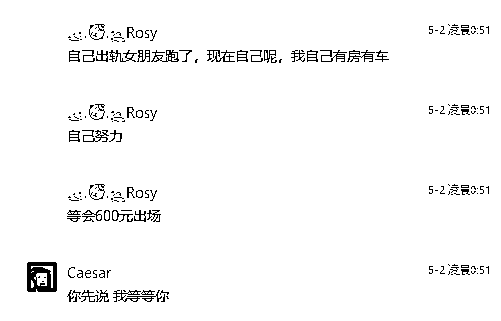 Rosy 5-2 凌晨0:51
自己出轨女朋友跑了，现在自己呢，我自己有房有车
Rosy 5-2 凌晨0:51
自己努力
Rosy 5-2 凌晨0:51
等会600元出场
Caesar 5-2 凌晨0:51
你先说 我等等你